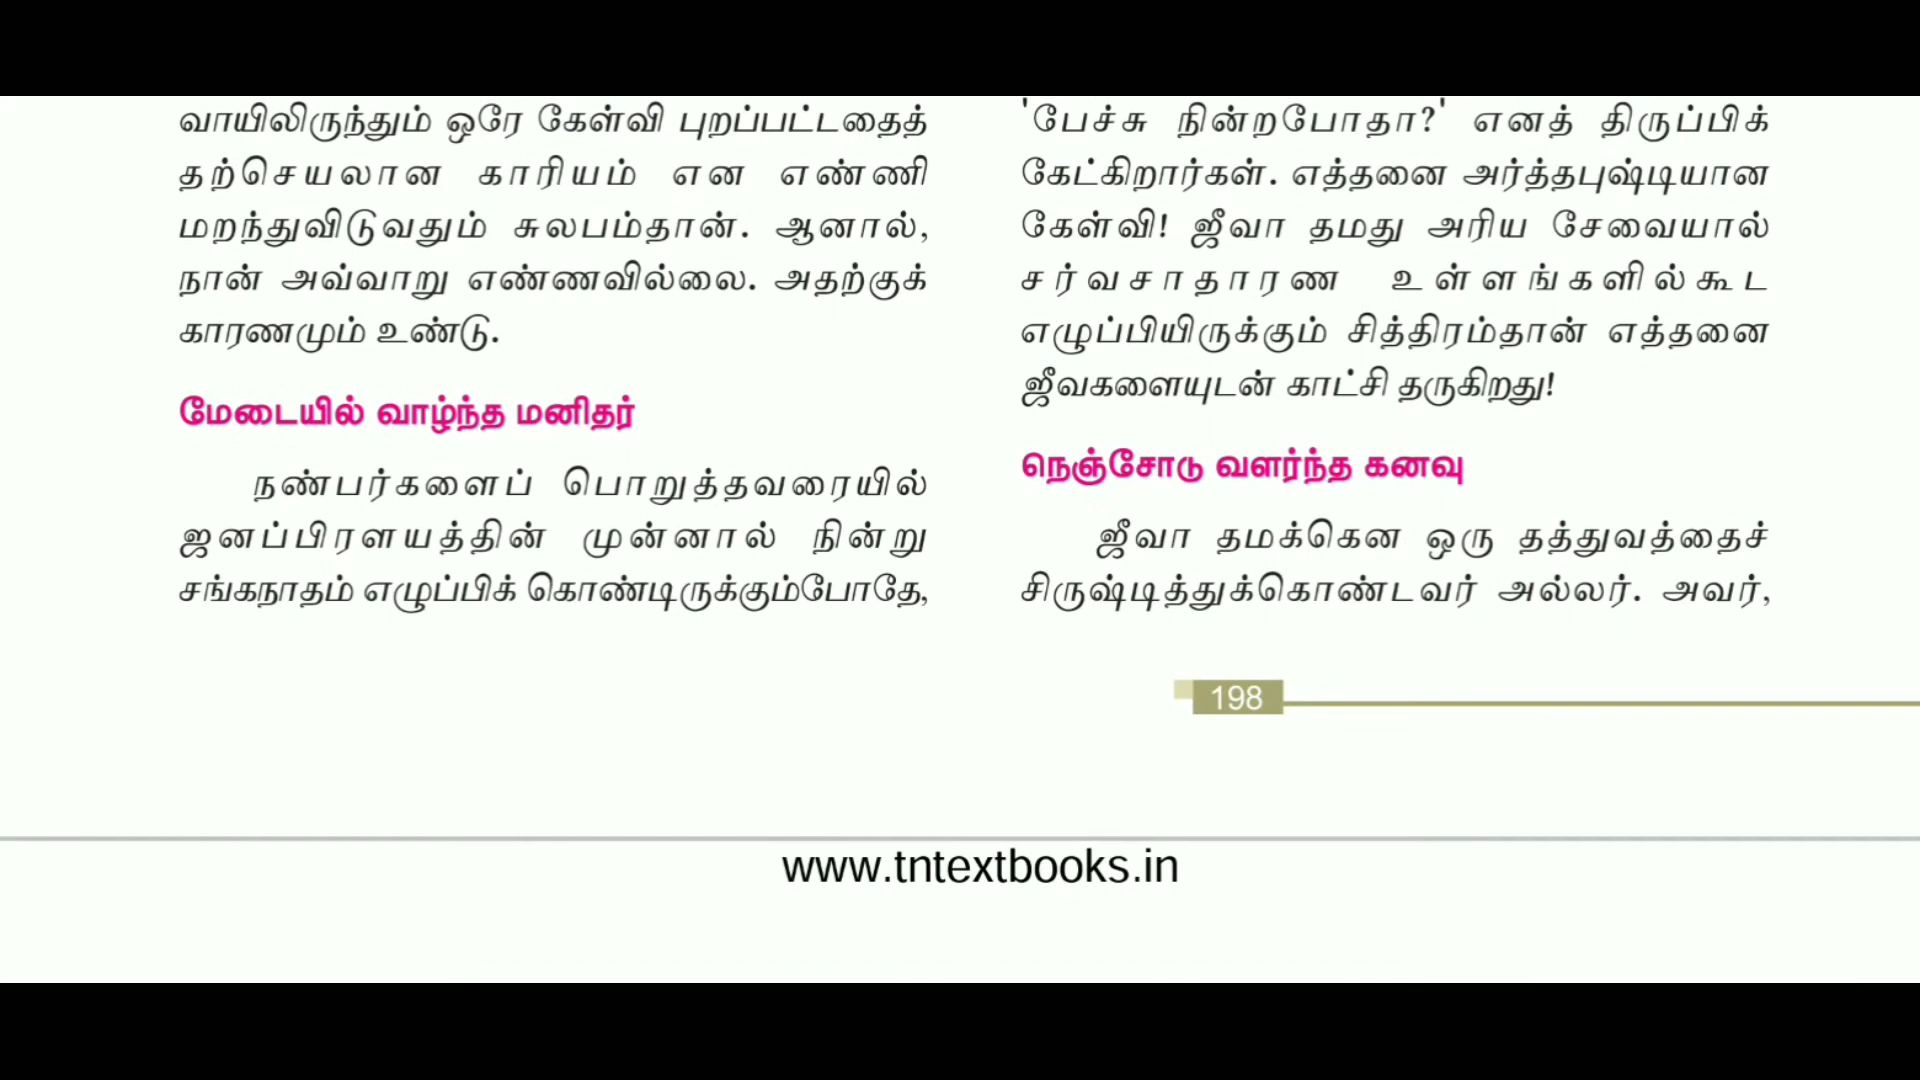 வாயிலிருந்தும் ஒரே கேள்வி புறப்பட்டதைத்
தற்செயலான காரியம் என எண்ணி
மறந்துவிடுவதும் சுலபம்தான். ஆனால்,
நான் அவ்வாறு எண்ணவில்லை. அதற்குக்
காரணமும் உண்டு.
மேடையில் வாழ்ந்த மனிதர்
நண்பர்களைப் பொறுத்தவரையில்
ஜனப்பிரளயத்தின் முன்னால் நின்று
சங்கநாதம் எழுப்பிக் கொண்டிருக்கும்போதே,
'பேச்சு நின்றபோதா?' எனத் திருப்பிக்
கேட்கிறார்கள். எத்தனை அர்த்தபுஷ்டியான
கேள்வி! ஜீவா தமது அரிய சேவையால்
சர்வசாதாரண உள்ளங்களில்கூட
எழுப்பியிருக்கும் சித்திரம்தான் எத்தனை
ஜீவகளையுடன் காட்சி தருகிறது!
நெஞ்சோடு வளர்ந்த கனவு
ஜீவா தமக்கென ஒரு தத்துவத்தைச்
சிருஷ்டித்துக்கொண்டவர் அல்லர். அவர்,
198
www.tntextbooks.in